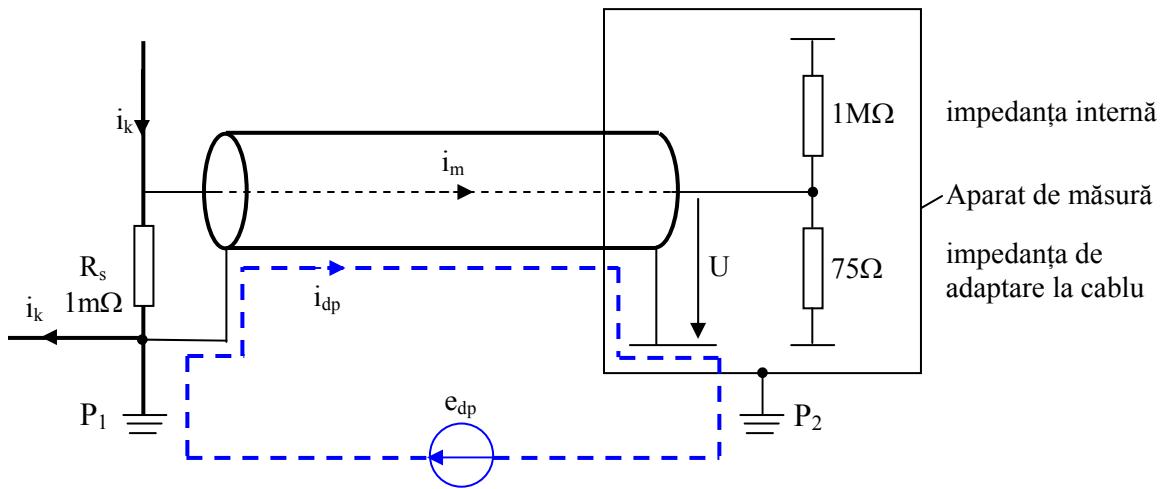 i_k
i_m
1MΩ
impedanța internă
Aparat de măsură
R_s
1mΩ
U
75Ω
impedanța de
adaptare la cablu
i_k
i_dp
P_1
e_dp
P_2